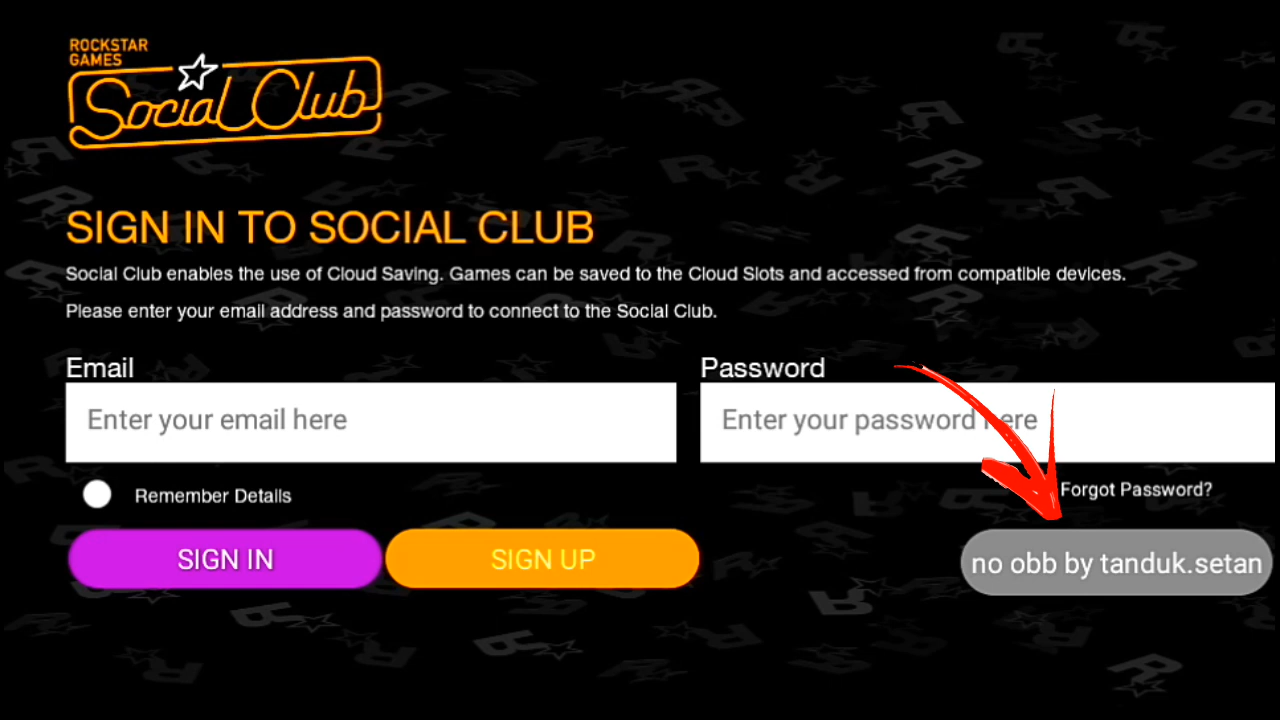 ROCKSTAR
GAMES
Social Club
SIGN IN TO SOCIAL CLUB
Social Club enables the use of Cloud Saving. Games can be saved to the Cloud Slots and accessed from compatible devices.
Please enter your email address and password to connect to the Social Club.
Email
Password
Enter your email here
Enter your password here
Remember Details
Forgot Password?
SIGN IN
SIGN UP
no obb by tanduk.setan